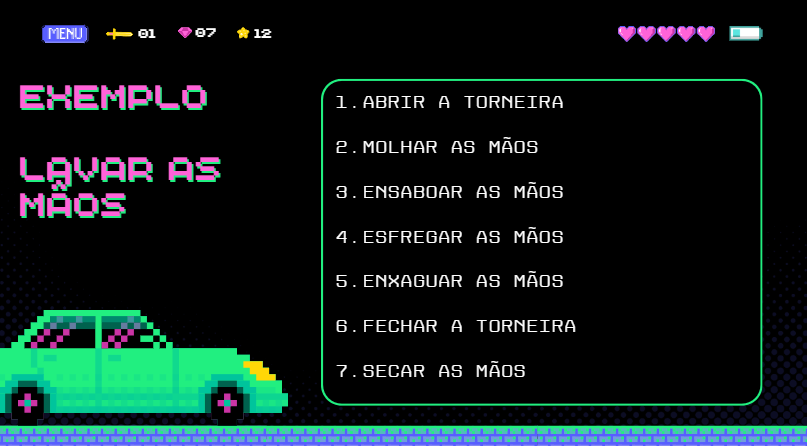 MENU 01 07 12
EXEMPLO
LAVAR AS
MÃOS
1.ABRIR A TORNEIRA
2.MOLHAR AS MÃOS
3.ENSABOAR AS MÃOS
4.ESFREGAR AS MÃOS
5.ENXAGUAR AS MÃOS
6.FECHAR A TORNEIRA
7.SECAR AS MÃOS